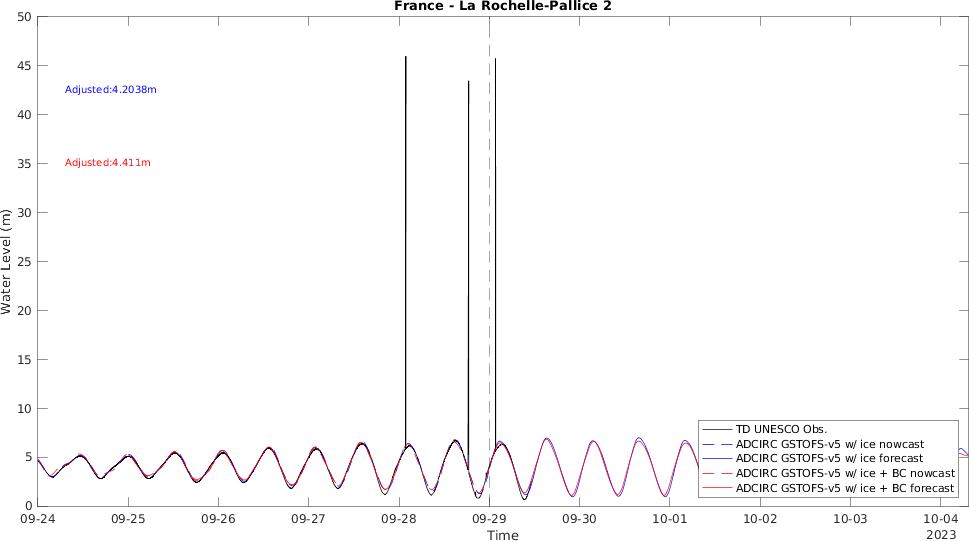 France - La Rochelle-Pallice 2
50
45
40
35
30
25
20
15
10
5
0
Water Level (m)
Adjusted:4.2038m
Adjusted:4.411m
TD UNESCO Obs.
ADCIRC GSTOFS-v5 w/ ice nowcast
ADCIRC GSTOFS-v5 w/ ice forecast
ADCIRC GSTOFS-v5 w/ ice + BC nowcast
ADCIRC GSTOFS-v5 w/ ice + BC forecast
09-24 09-25 09-26 09-27 09-28 09-29 09-30 10-01 10-02 10-03 10-04
2023
Time